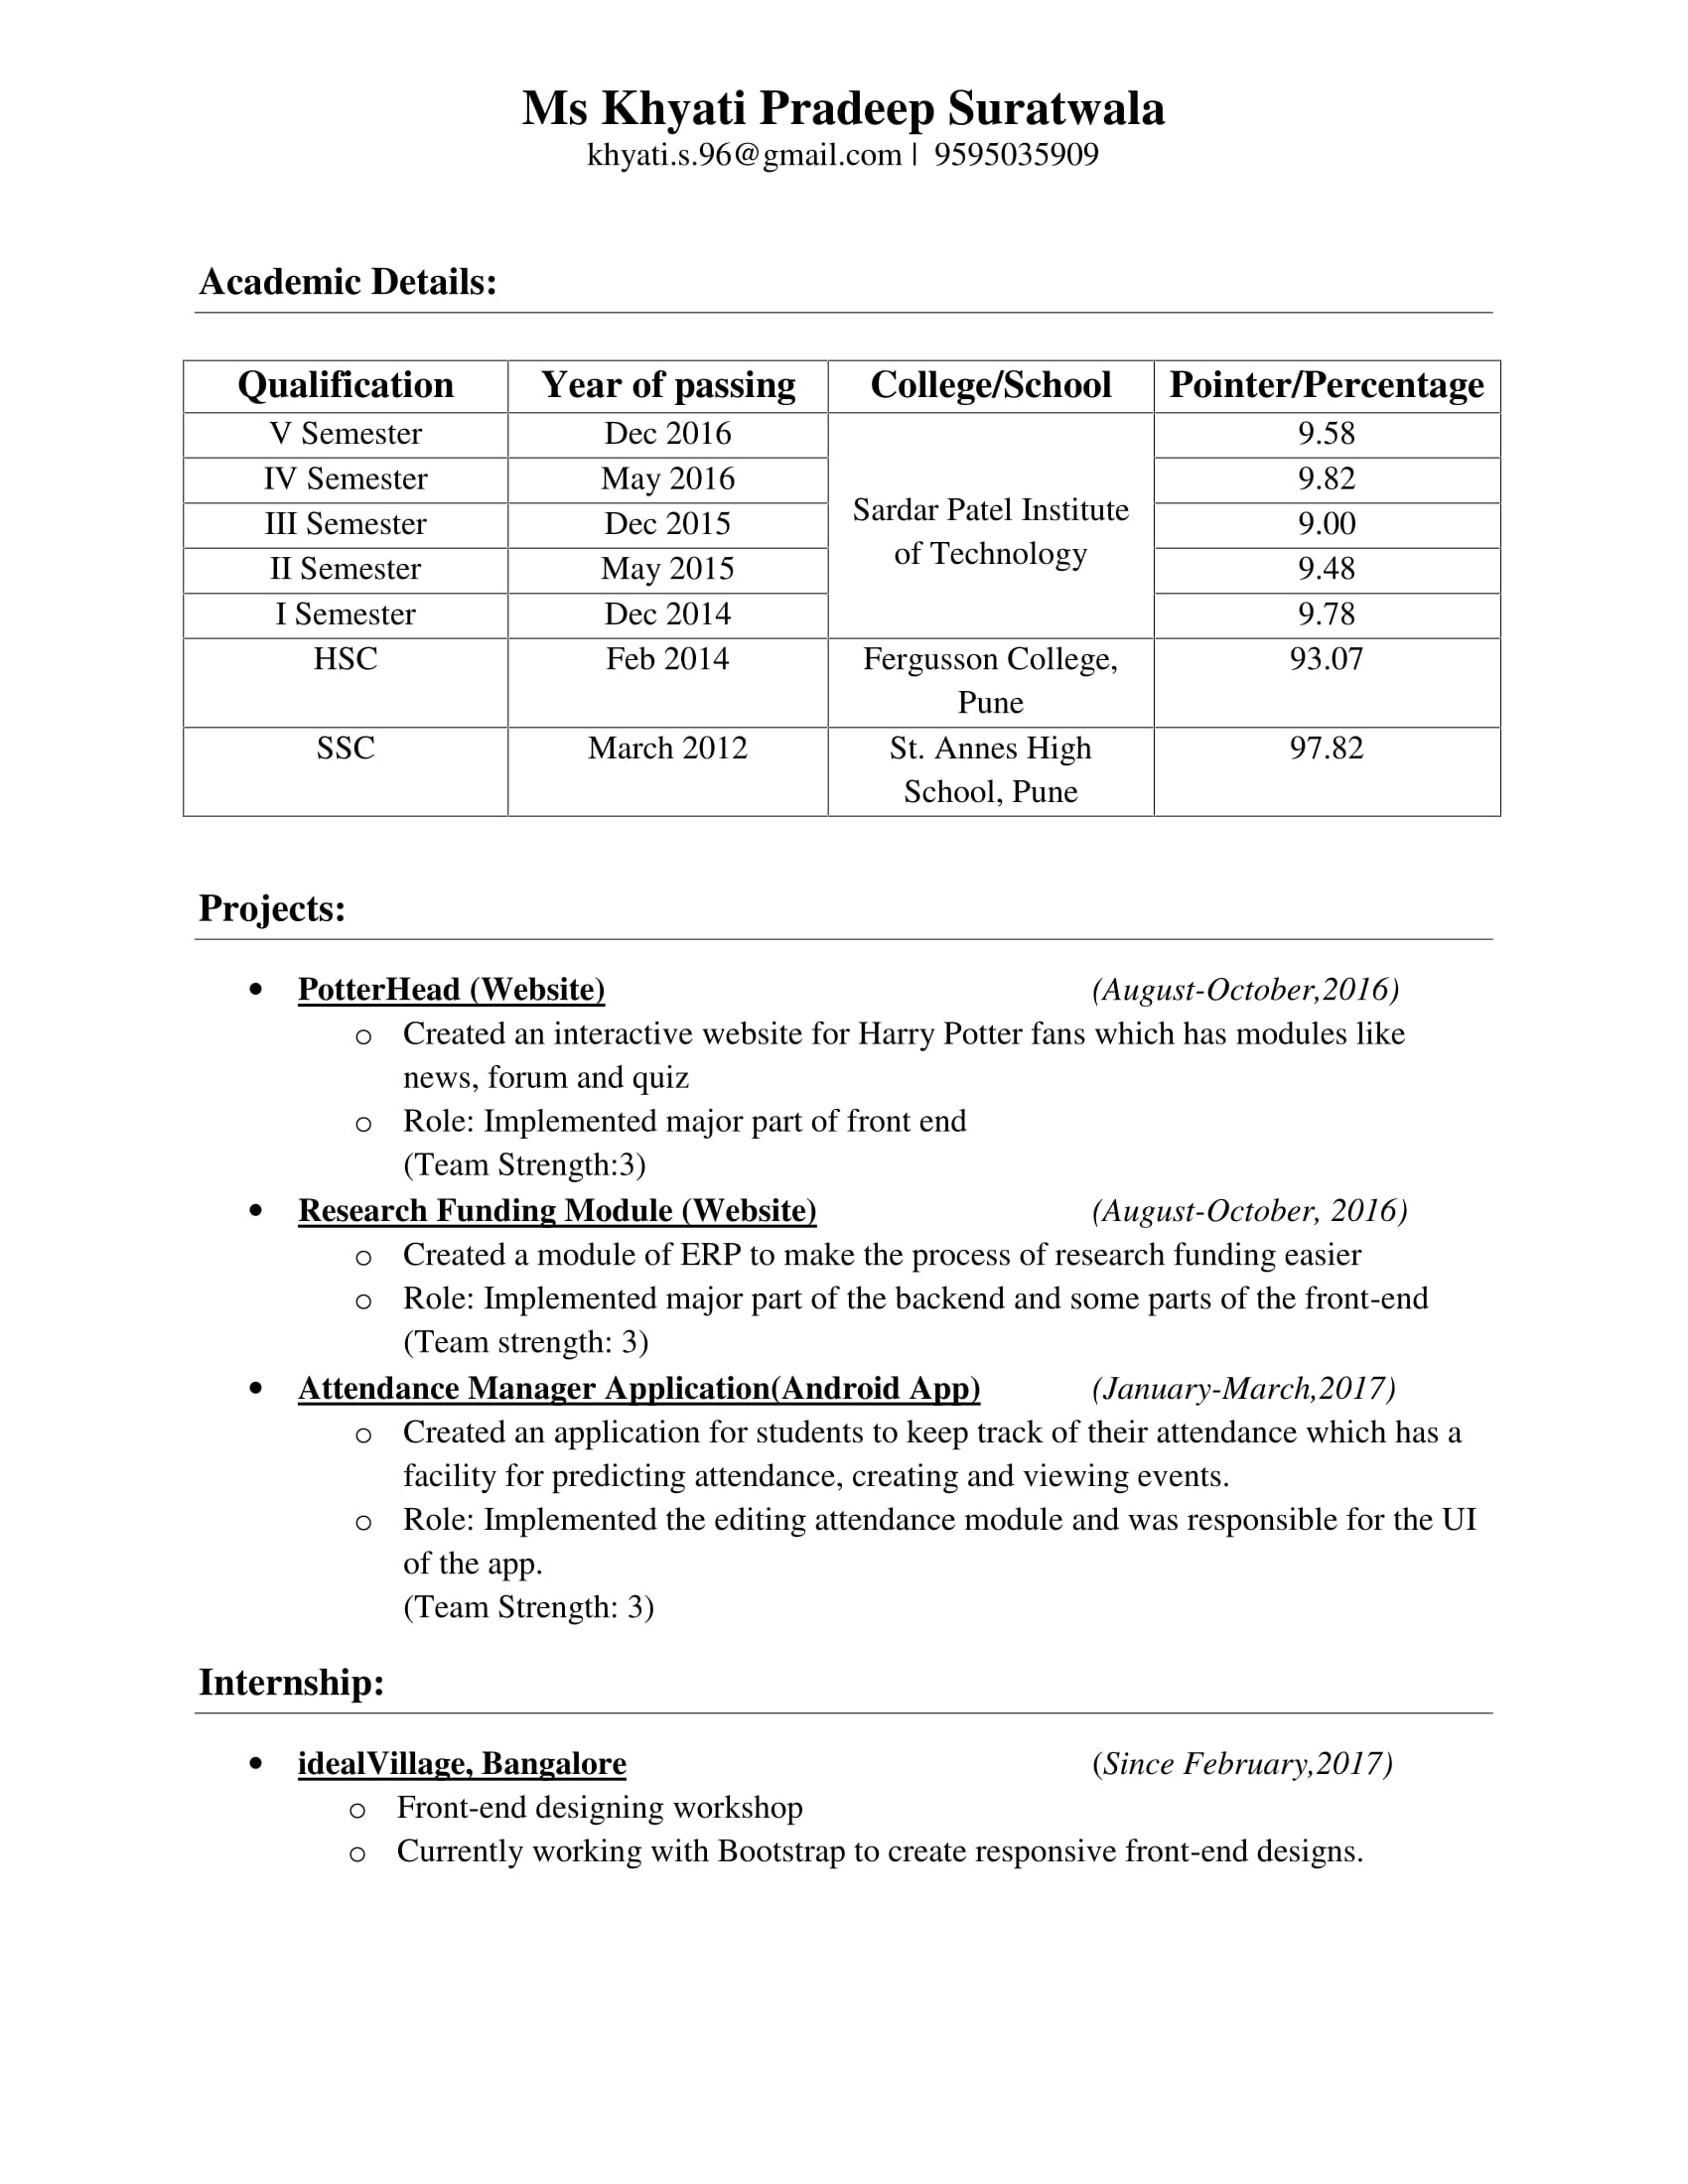 Ms Khyati Pradeep Suratwala
khyati.s.96@gmail.com | 9595035909
Academic Details:
Qualification Year of passing College/School Pointer/Percentage
V Semester Dec 2016 9.58
IV Semester May 2016 9.82
Sardar Patel Institute
III Semester Dec 2015 9.00
of Technology
II Semester May 2015 9.48
I Semester Dec 2014 9.78
HSC Feb 2014 Fergusson College, 93.07
Pune
SSC March 2012 St. Annes High 97.82
School, Pune
Projects:
• PotterHead (Website) (August-October,2016)
o Created an interactive website for Harry Potter fans which has modules like
news, forum and quiz
o Role: Implemented major part of front end
(Team Strength:3)
• Research Funding Module (Website) (August-October, 2016)
o Created a module of ERP to make the process of research funding easier
o Role: Implemented major part of the backend and some parts of the front-end
(Team strength: 3)
• Attendance Manager Application(Android App) (January-March,2017)
o Created an application for students to keep track of their attendance which has a
facility for predicting attendance, creating and viewing events.
o Role: Implemented the editing attendance module and was responsible for the UI
of the app.
(Team Strength: 3)
Internship:
• idealVillage, Bangalore (Since February,2017)
o Front-end designing workshop
o Currently working with Bootstrap to create responsive front-end designs.